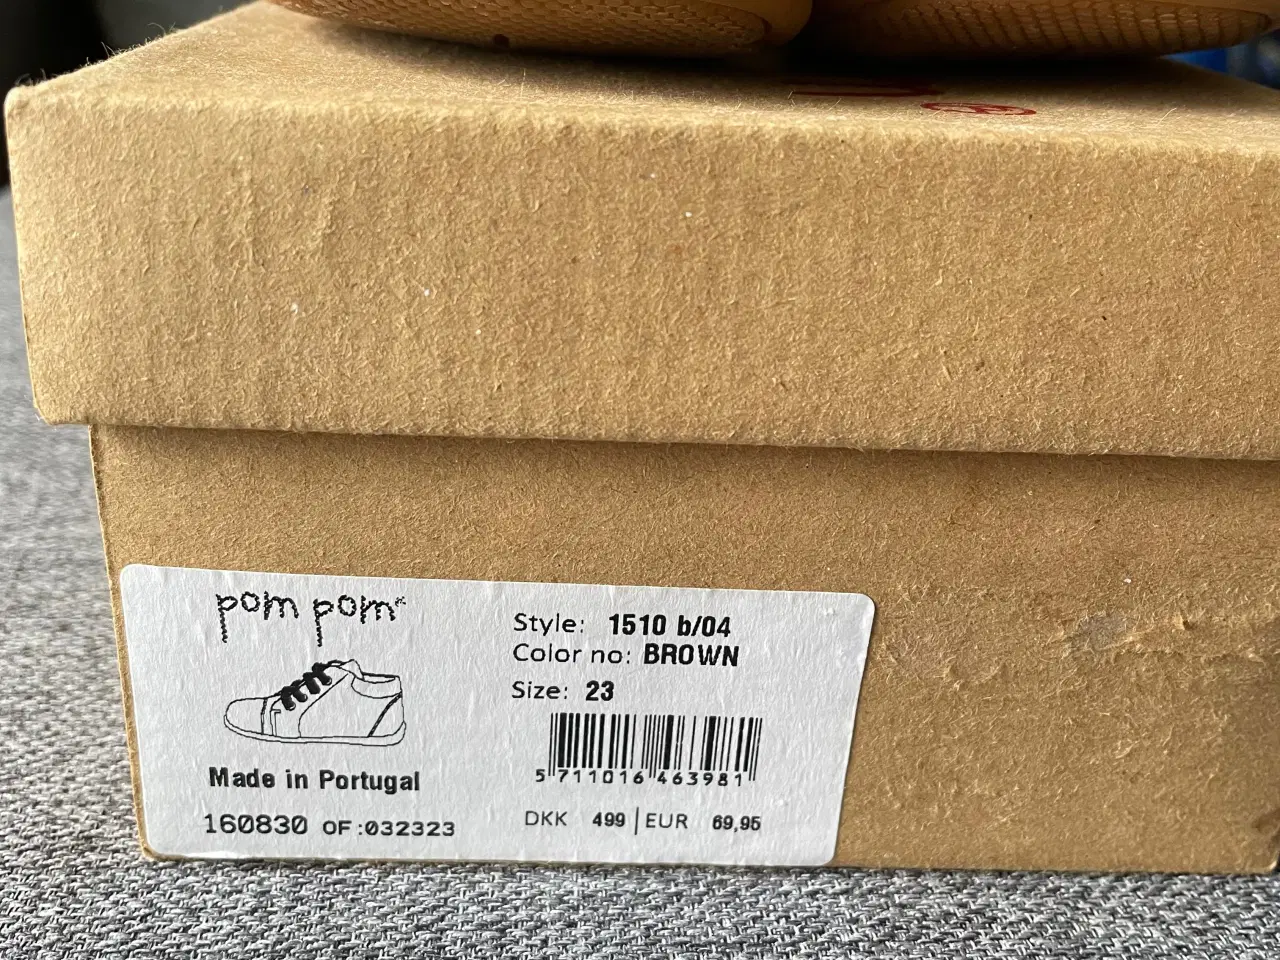 pom pom
Style: 1510 b/04
Color no: BROWN
Size: 23
5 711016 463981
Made in Portugal
160830 OF:032323
DKK 499 | EUR 69,95